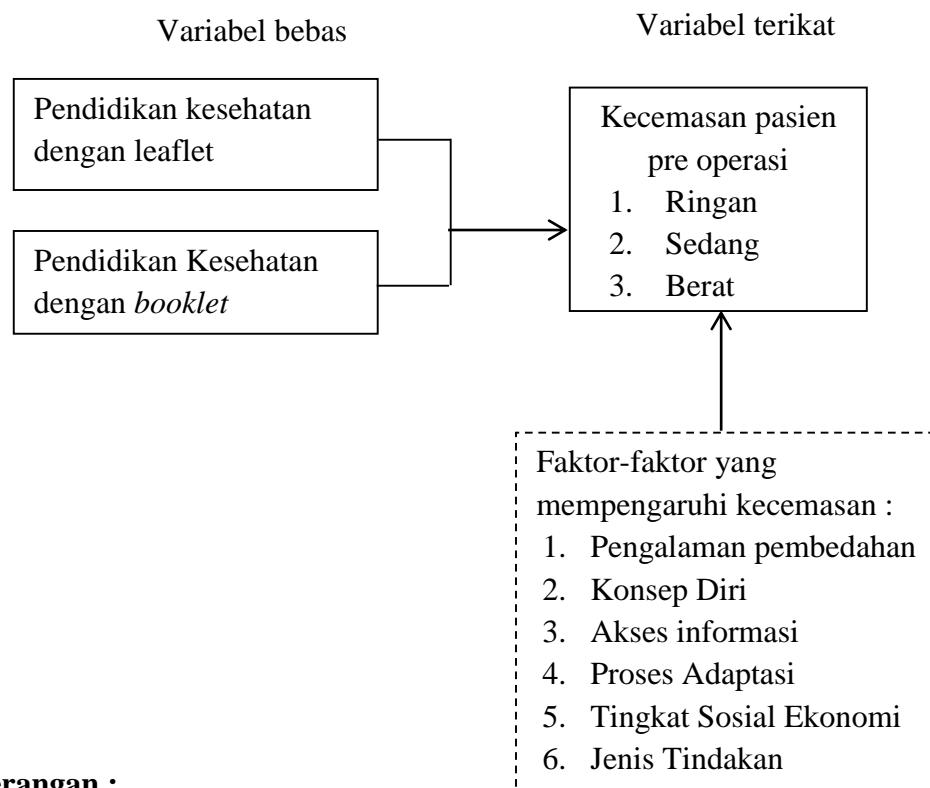 Variabel bebas
Variabel terikat
Pendidikan kesehatan
dengan leaflet
Pendidikan Kesehatan
dengan booklet
Kecemasan pasien
pre operasi
1. Ringan
2. Sedang
3. Berat
Faktor-faktor yang
mempengaruhi kecemasan :
1. Pengalaman pembedahan
2. Konsep Diri
3. Akses informasi
4. Proses Adaptasi
5. Tingkat Sosial Ekonomi
6. Jenis Tindakan